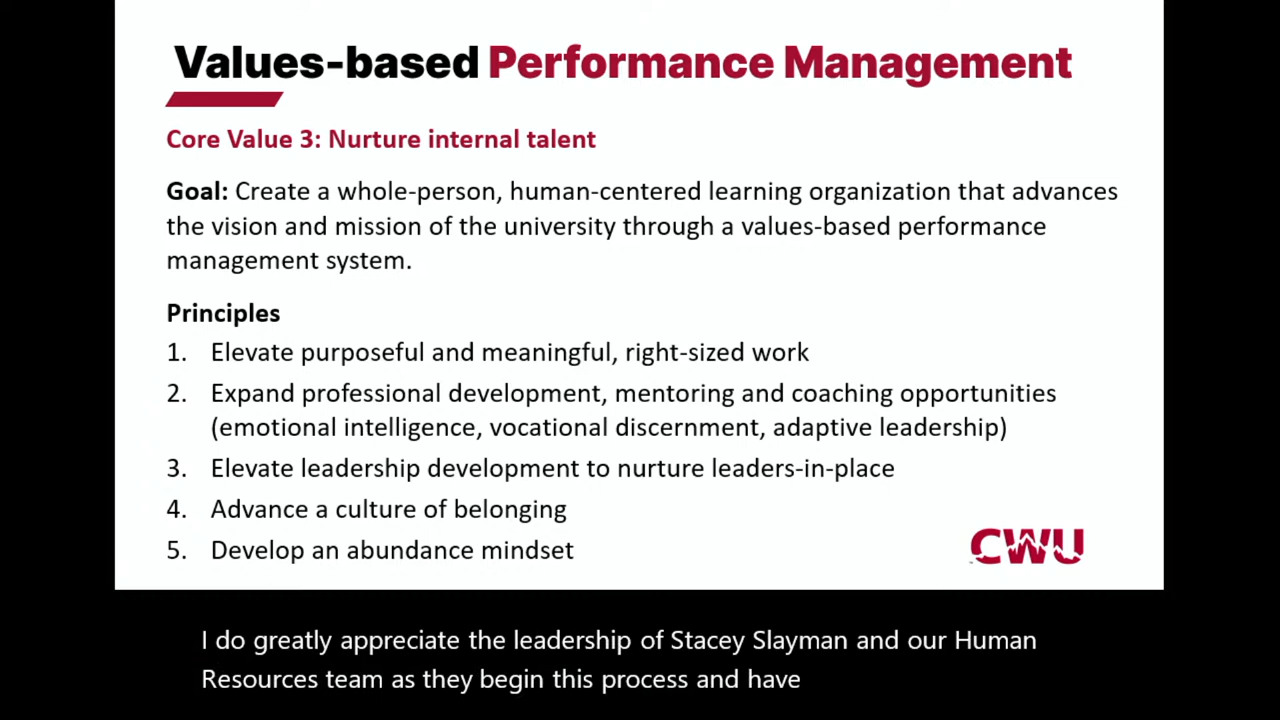 Values-based Performance Management
Core Value 3: Nurture internal talent
Goal: Create a whole-person, human-centered learning organization that advances
the vision and mission of the university through a values-based performance
management system.
Principles
1. Elevate purposeful and meaningful, right-sized work
2. Expand professional development, mentoring and coaching opportunities
(emotional intelligence, vocational discernment, adaptive leadership)
3. Elevate leadership development to nurture leaders-in-place
4. Advance a culture of belonging
5. Develop an abundance mindset
CWU
I do greatly appreciate the leadership of Stacey Slayman and our Human
Resources team as they begin this process and have